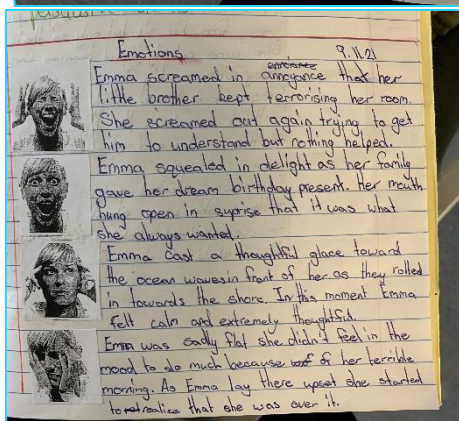 Emotions 9.11.21
annoyance
Emma screamed in annoyance that her
little brother kept terrorising her room.
She screamed out again trying to get
him to understand but nothing helped.
Emma squealed in delight as her family
gave her dream birthday present. Her mouth
hung open in suprise that it was what
she always wanted.
Emma cast a thoughtful glace toward
the ocean waves in front of her as they rolled
in towards the shore. In this moment Emma
felt calm and extremely thoughtful.
Emma was sadly flat she didn't feel in the
mood to do much because of her terrible
morning. As Emma lay there upset she started
to realise that she was over it.